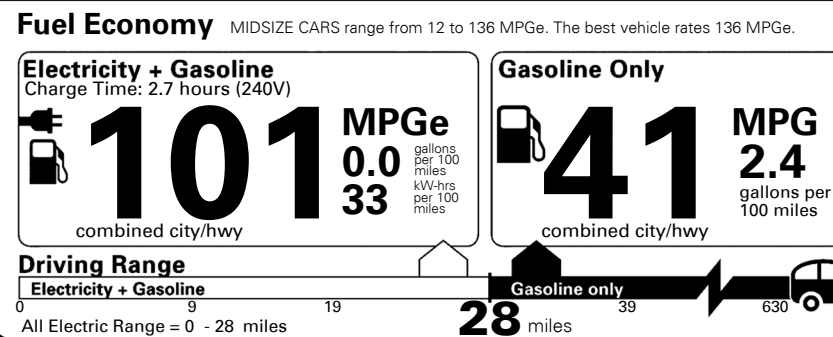 Fuel Economy MIDSIZE CARS range from 12 to 136 MPGe. The best vehicle rates 136 MPGe.
Electricity + Gasoline
Charge Time: 2.7 hours (240V)
101
MPGe
0.0 gallons per 100 miles
33 kW-hrs per 100 miles
combined city/hwy
Gasoline Only
41
MPG
2.4
gallons per
100 miles
combined city/hwy
Driving Range
Electricity + Gasoline
Gasoline only
0 9 19 39 630
All Electric Range = 0 - 28 miles
28 miles